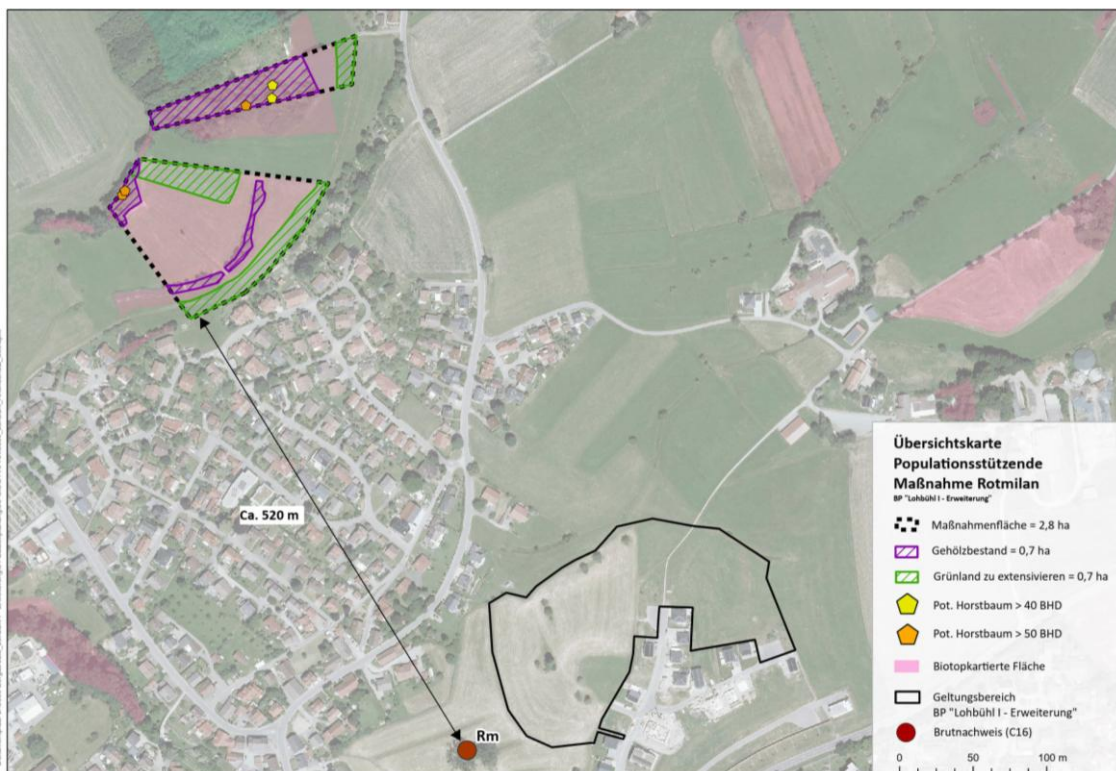 Ca. 520 m
Rm
Übersichtskarte
Populationsstützende
Maßnahme Rotmilan
BP "Lohbühl I - Erweiterung"
Maßnahmenfläche = 2,8 ha
Gehölzbestand = 0,7 ha
Grünland zu extensivieren = 0,7 ha
Pot. Horstbaum > 40 BHD
Pot. Horstbaum > 50 BHD
Biotopkartierte Fläche
Geltungsbereich
BP "Lohbühl I - Erweiterung"
Brutnachweis (C16)
0 50 100 m